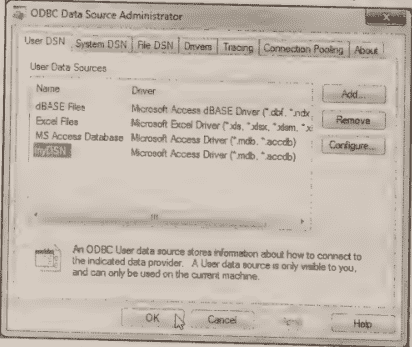 ODBC Data Source Administrator
User DSN System DSN File DSN Drivers Tracing Connection Pooling About
User Data Sources
Name Driver
dBASE Files Microsoft Access dBASE Driver (*.dbf, *.ndx
Excel Files Microsoft Excel Driver (*.xls, *.xlsx, *.xlsm, *.xl
MS Access Database Microsoft Access Driver (*.mdb, *.accdb)
myDSN Microsoft Access Driver (*.mdb, *.accdb)
Add...
Remove
Configure...
An ODBC User data source stores information about how to connect to
the indicated data provider. A User data source is only visible to you,
and can only be used on the current machine.
OK Cancel Apply Help